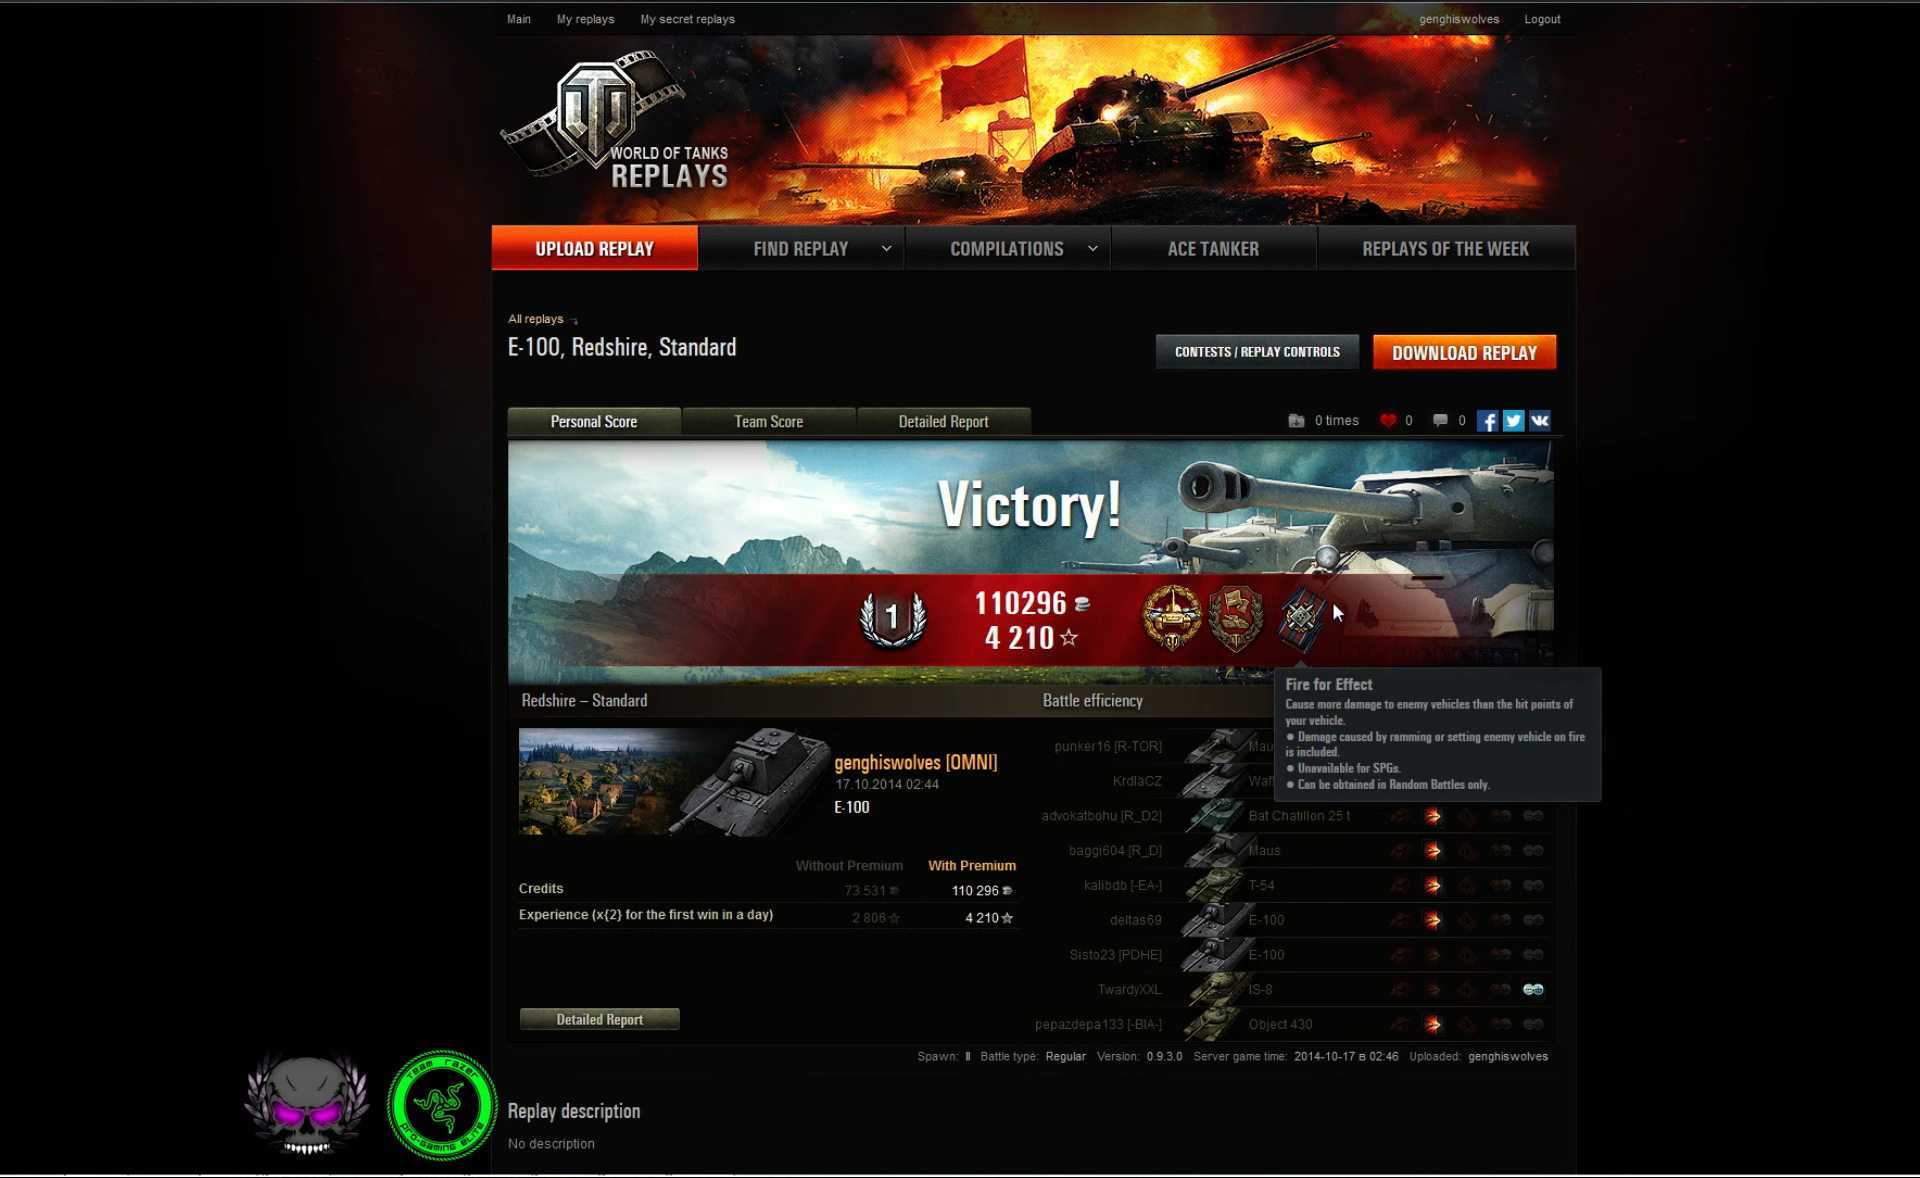 Main My replays My secret replays genghiswolves Logout
WORLD OF TANKS
REPLAYS
UPLOAD REPLAY FIND REPLAY COMPILATIONS ACE TANKER REPLAYS OF THE WEEK
All replays
E-100, Redshire, Standard
CONTESTS / REPLAY CONTROLS DOWNLOAD REPLAY
Personal Score Team Score Detailed Report 0 times 0 0
Victory!
1
110296
4 210
Redshire – Standard Battle efficiency
Fire for Effect
Cause more damage to enemy vehicles than the hit points of
your vehicle.
● Damage caused by ramming or setting enemy vehicle on fire
is included.
● Unavailable for SPGs.
● Can be obtained in Random Battles only.
genghiswolves [OMNI]
17.10.2014 02:44
E-100
Without Premium With Premium
Credits 73 531 110 296
Experience (x{2} for the first win in a day) 2 806 4 210
Detailed Report
punker16 [R-TOR] Mau
KrdlaCZ Waff
advokatbohu [R_D2] Bat Chatillon 25 t
baggi604 [R_D] Maus
kalibdb [-EA-] T-54
deltas69 E-100
Sisto23 [PDHE] E-100
TwardyXXL IS-8
pepazdepa133 [-BIA-] Object 430
Spawn: II Battle type: Regular Version: 0.9.3.0 Server game time: 2014-10-17 в 02:46 Uploaded: genghiswolves
TEAM RAZER
PRO-GAMING ELITE
Replay description
No description